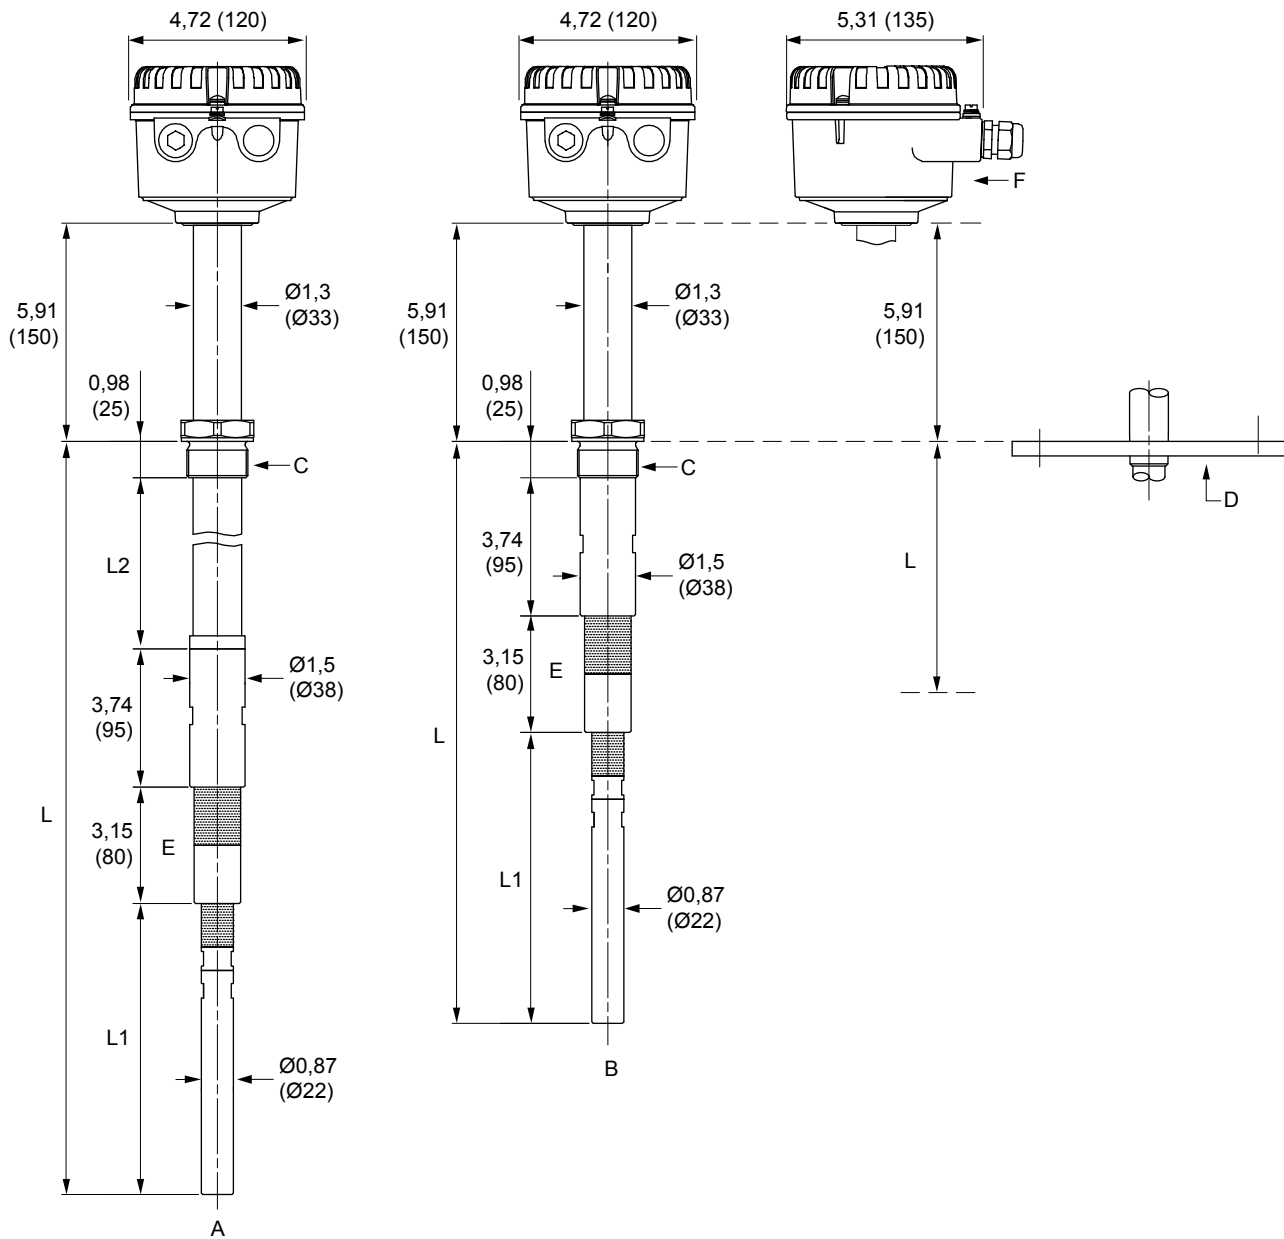 4,72 (120)
4,72 (120)
5,31 (135)
F
5,91
(150)
Ø1,3
(Ø33)
5,91
(150)
Ø1,3
(Ø33)
5,91
(150)
0,98
(25)
0,98
(25)
C
C
D
L2
3,74
(95)
Ø1,5
(Ø38)
L
Ø1,5
(Ø38)
3,15
(80)
E
3,74
(95)
L
L
3,15
(80)
E
L1
Ø0,87
(Ø22)
L1
Ø0,87
(Ø22)
B
A